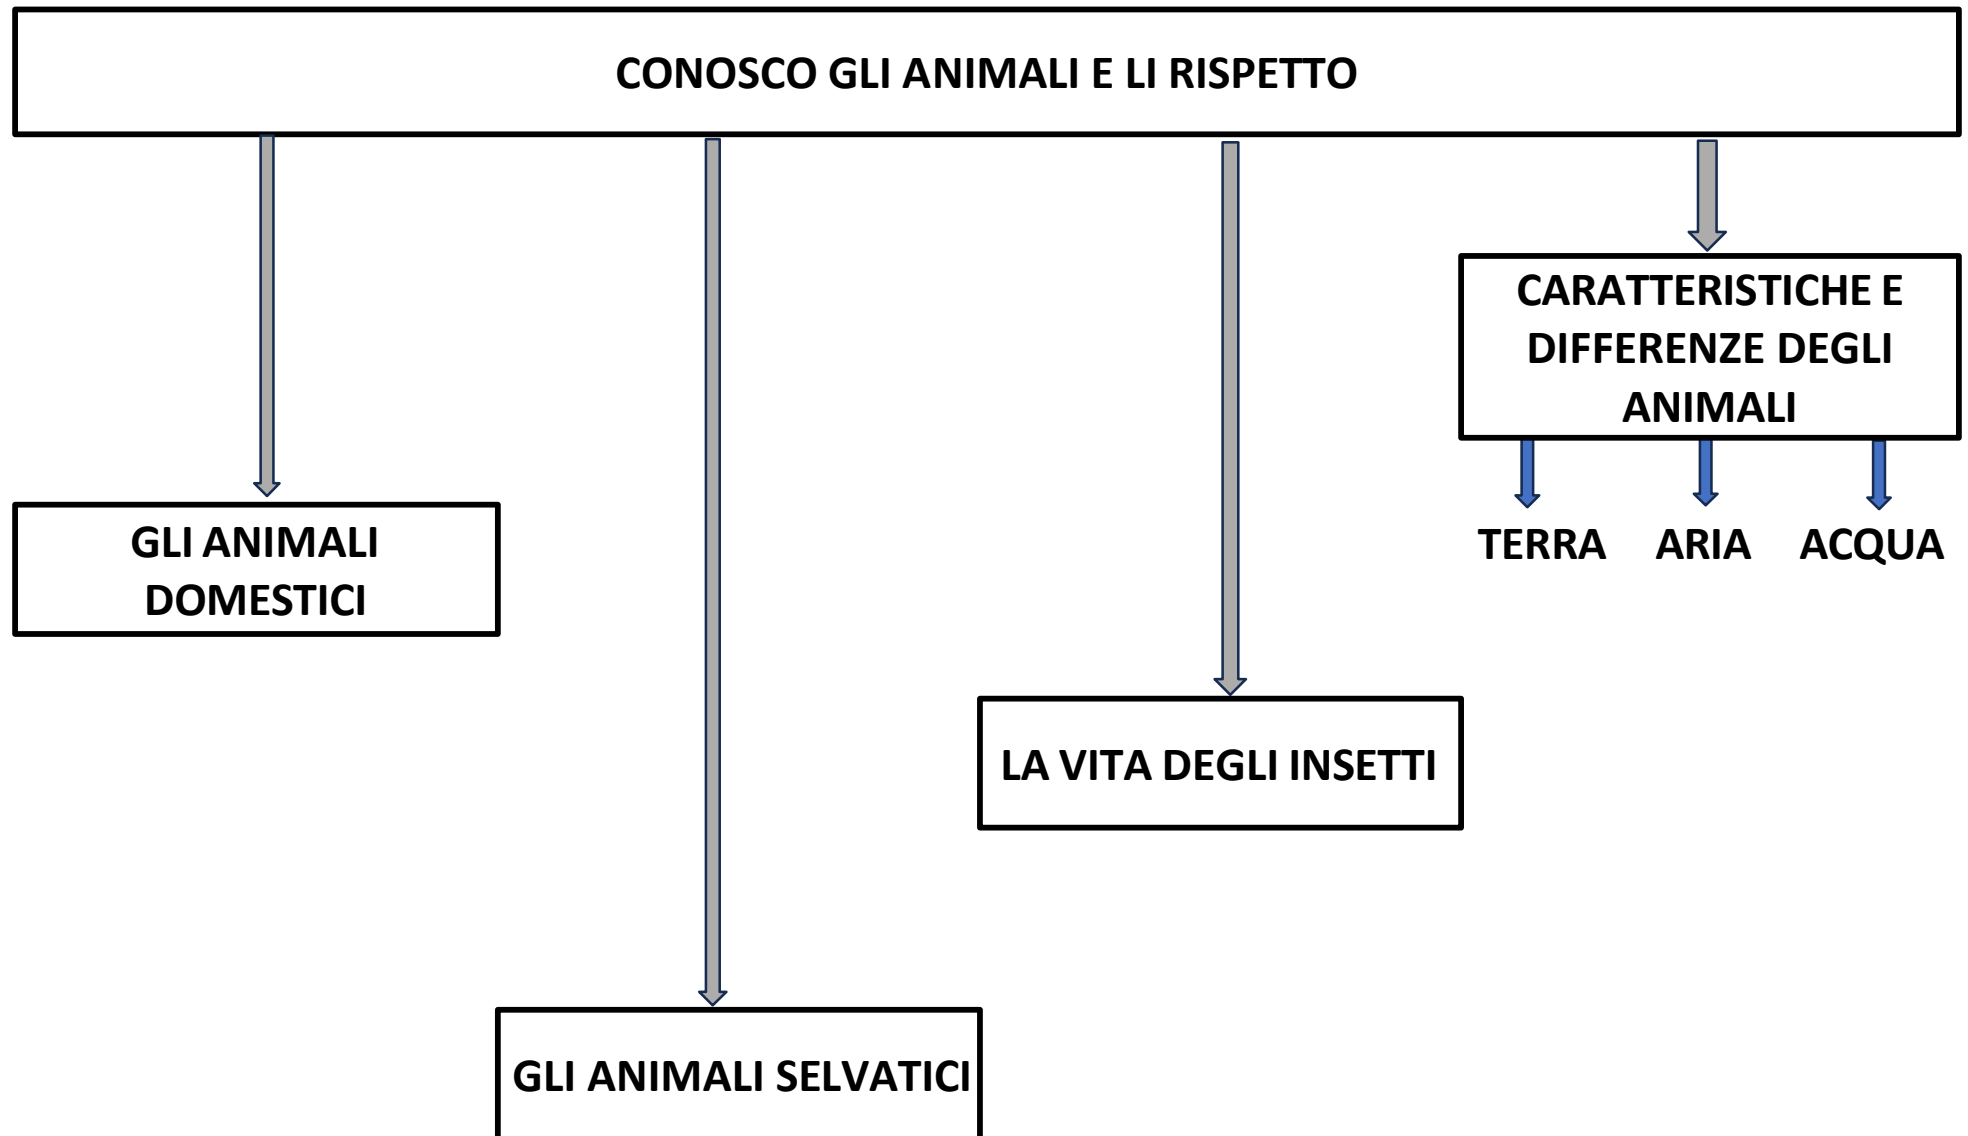 CONOSCO GLI ANIMALI E LI RISPETTO
CARATTERISTICHE E
DIFFERENZE DEGLI
ANIMALI
TERRA ARIA ACQUA
GLI ANIMALI
DOMESTICI
LA VITA DEGLI INSETTI
GLI ANIMALI SELVATICI